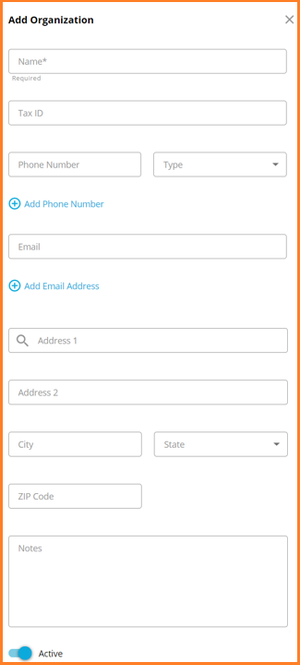 Add Organization
Name*
Required
Tax ID
Phone Number Type
Add Phone Number
Email
Add Email Address
Address 1
Address 2
City State
ZIP Code
Notes
Active